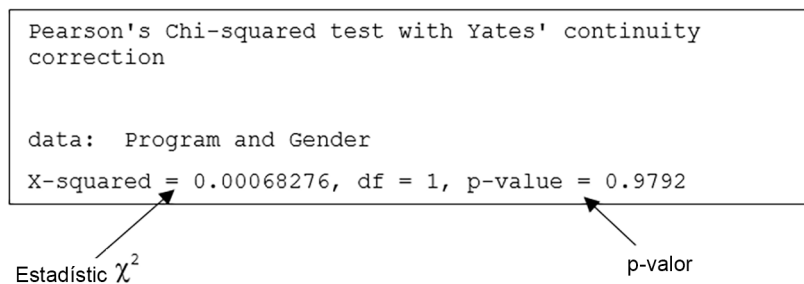 Pearson's Chi-squared test with Yates' continuity
correction
data:  Program and Gender
X-squared = 0.00068276, df = 1, p-value = 0.9792
Estadístic χ²
p-valor